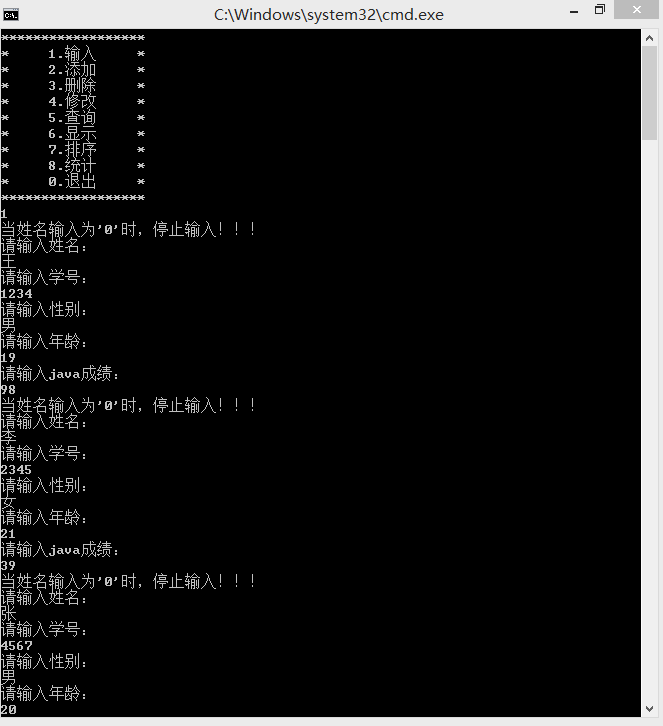 C:\Windows\system32\cmd.exe
******************
* 1.输入 *
* 2.添加 *
* 3.删除 *
* 4.修改 *
* 5.查询 *
* 6.显示 *
* 7.排序 *
* 8.统计 *
* 0.退出 *
******************
1
当姓名输入为'0'时，停止输入！！！
请输入姓名：
王
请输入学号：
1234
请输入性别：
男
请输入年龄：
19
请输入java成绩：
98
当姓名输入为'0'时，停止输入！！！
请输入姓名：
李
请输入学号：
2345
请输入性别：
女
请输入年龄：
21
请输入java成绩：
39
当姓名输入为'0'时，停止输入！！！
请输入姓名：
张
请输入学号：
4567
请输入性别：
男
请输入年龄：
20